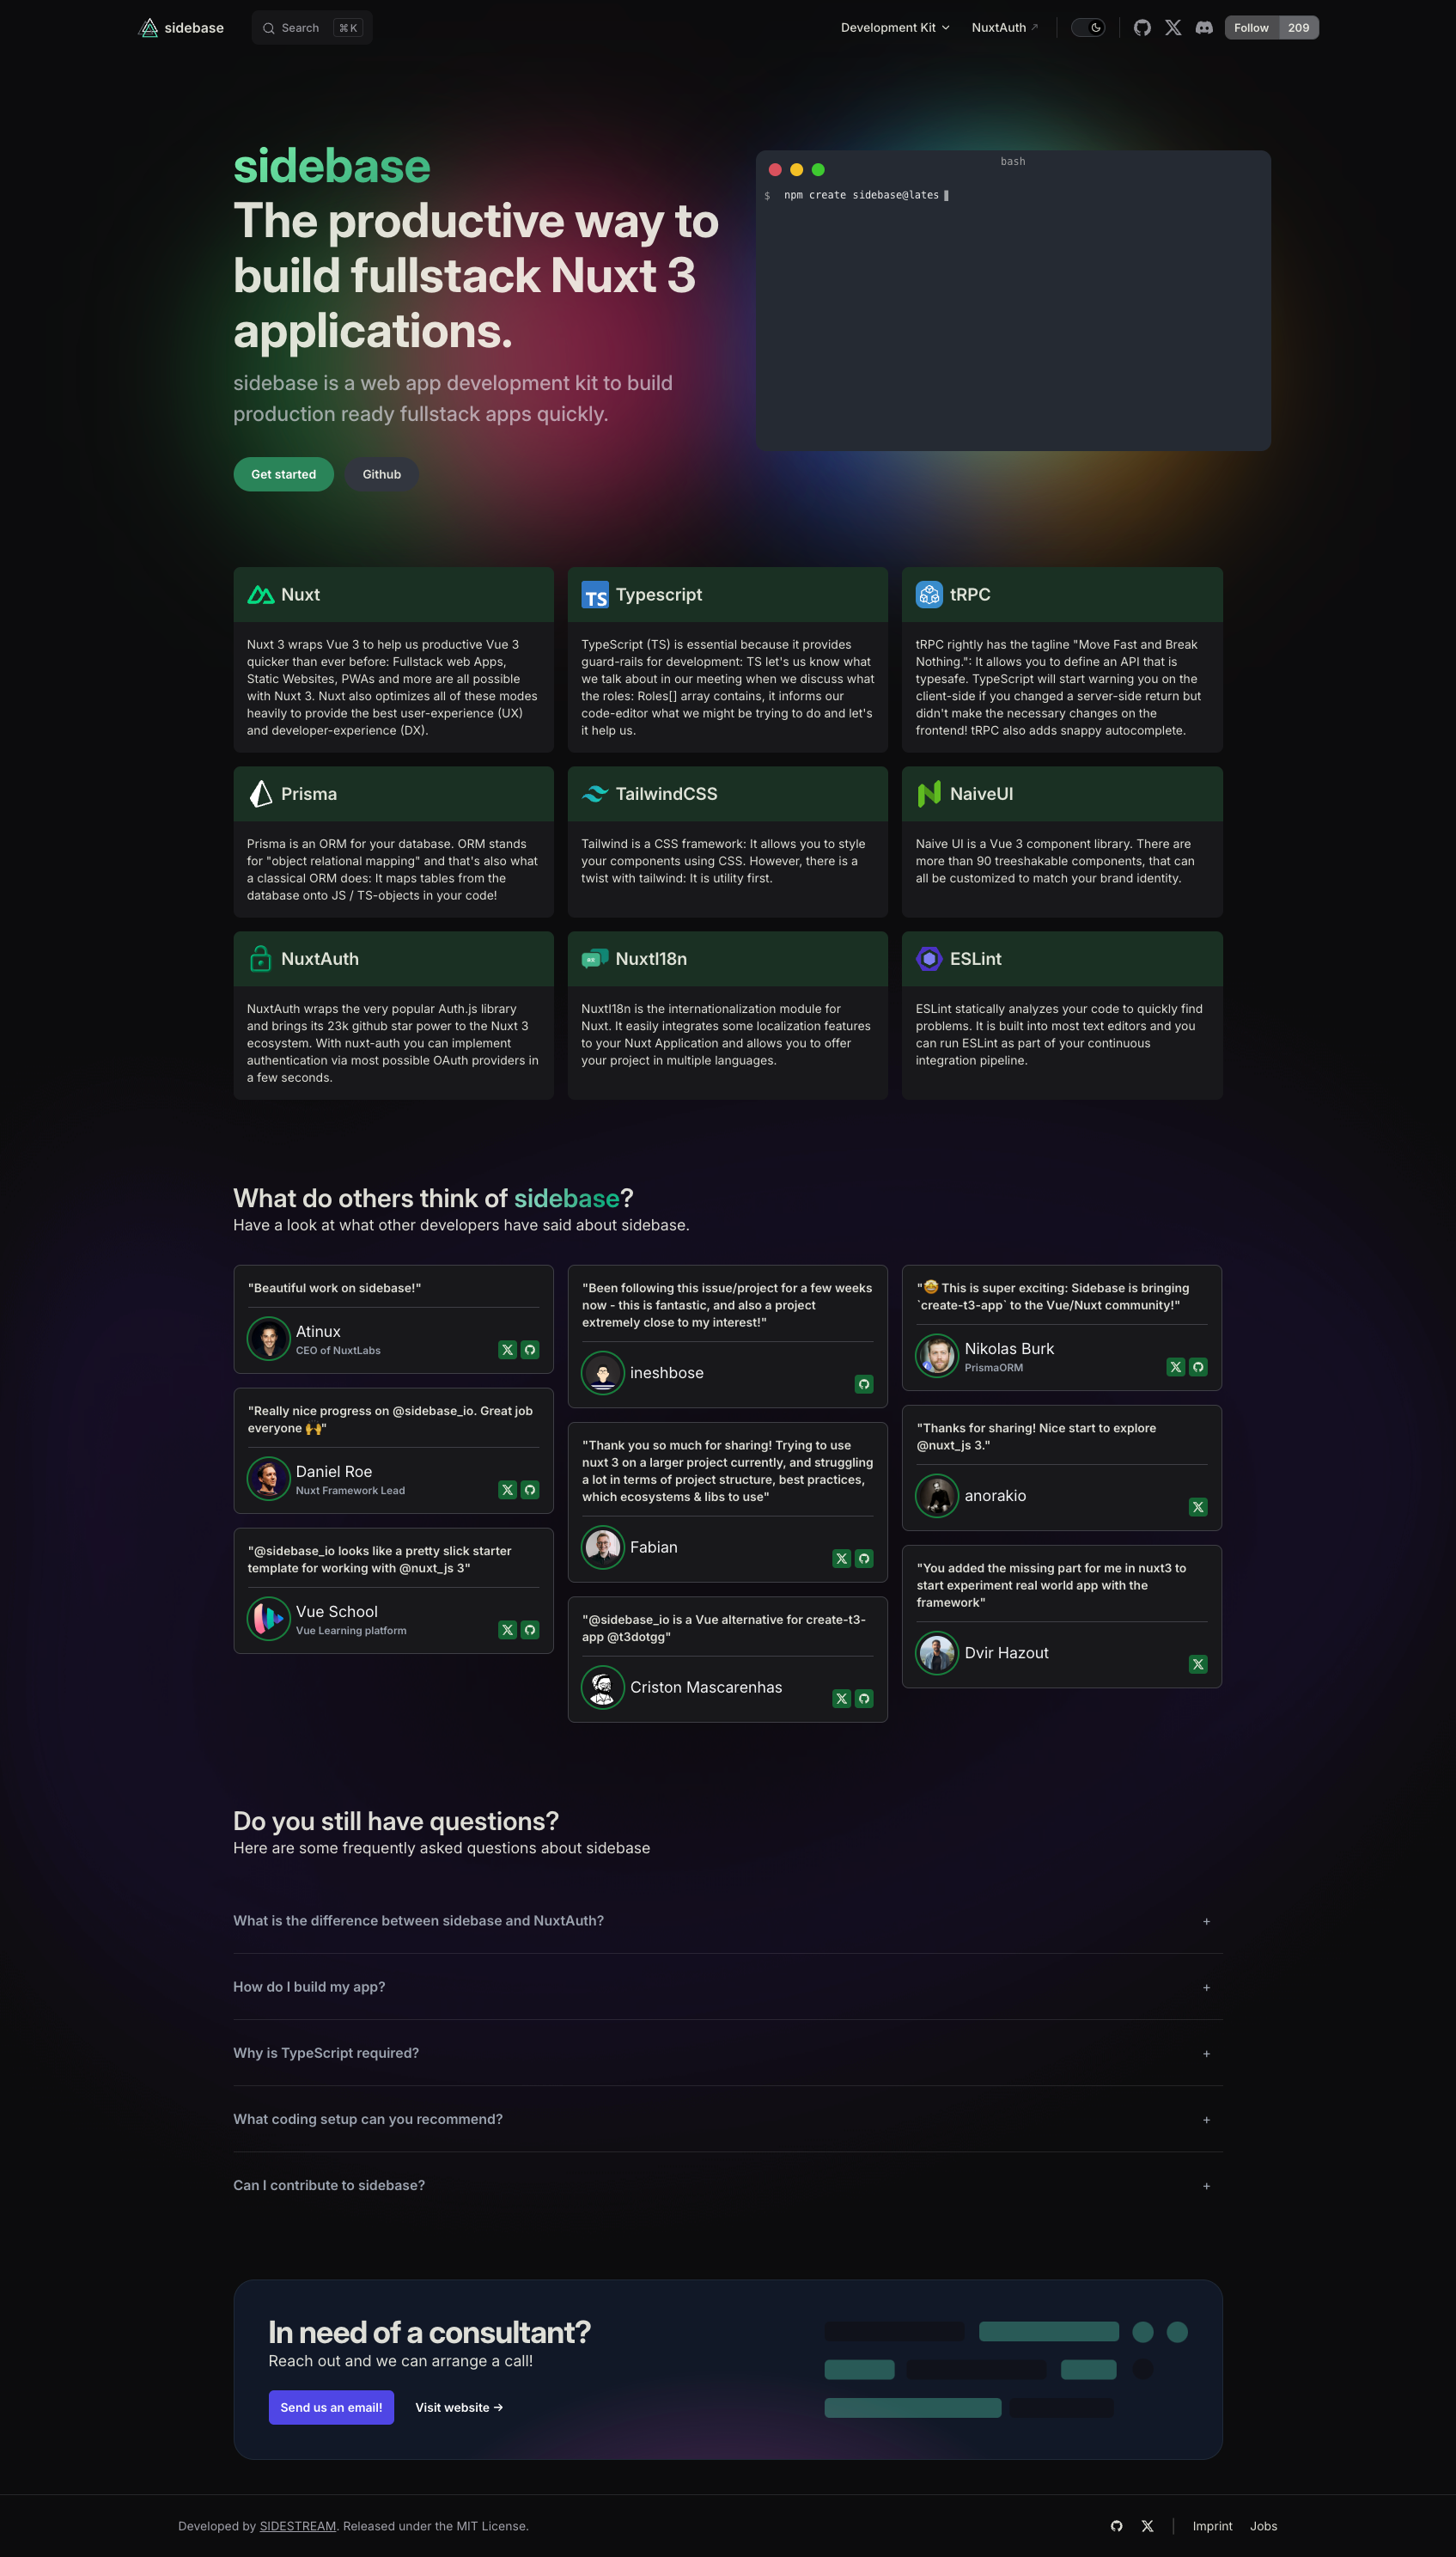 sidebase
Search
⌘ K
Development Kit
NuxtAuth
Follow
209
sidebase
The productive way to
build fullstack Nuxt 3
applications.
sidebase is a web app development kit to build
production ready fullstack apps quickly.
Get started
Github
bash
$ npm create sidebase@lates
Nuxt
Nuxt 3 wraps Vue 3 to help us productive Vue 3
quicker than ever before: Fullstack web Apps,
Static Websites, PWAs and more are all possible
with Nuxt 3. Nuxt also optimizes all of these modes
heavily to provide the best user-experience (UX)
and developer-experience (DX).
TS
Typescript
TypeScript (TS) is essential because it provides
guard-rails for development: TS let's us know what
we talk about in our meeting when we discuss what
the roles: Roles[] array contains, it informs our
code-editor what we might be trying to do and let's
it help us.
tRPC
tRPC rightly has the tagline "Move Fast and Break
Nothing.": It allows you to define an API that is
typesafe. TypeScript will start warning you on the
client-side if you changed a server-side return but
didn't make the necessary changes on the
frontend! tRPC also adds snappy autocomplete.
Prisma
Prisma is an ORM for your database. ORM stands
for "object relational mapping" and that's also what
a classical ORM does: It maps tables from the
database onto JS / TS-objects in your code!
TailwindCSS
Tailwind is a CSS framework: It allows you to style
your components using CSS. However, there is a
twist with tailwind: It is utility first.
NaiveUI
Naive UI is a Vue 3 component library. There are
more than 90 treeshakable components, that can
all be customized to match your brand identity.
NuxtAuth
NuxtAuth wraps the very popular Auth.js library
and brings its 23k github star power to the Nuxt 3
ecosystem. With nuxt-auth you can implement
authentication via most possible OAuth providers in
a few seconds.
NuxtI18n
NuxtI18n is the internationalization module for
Nuxt. It easily integrates some localization features
to your Nuxt Application and allows you to offer
your project in multiple languages.
ESLint
ESLint statically analyzes your code to quickly find
problems. It is built into most text editors and you
can run ESLint as part of your continuous
integration pipeline.
What do others think of sidebase?
Have a look at what other developers have said about sidebase.
"Beautiful work on sidebase!"
Atinux
CEO of NuxtLabs
"Really nice progress on @sidebase_io. Great job
everyone 🙌"
Daniel Roe
Nuxt Framework Lead
"@sidebase_io looks like a pretty slick starter
template for working with @nuxt_js 3"
Vue School
Vue Learning platform
"Been following this issue/project for a few weeks
now - this is fantastic, and also a project
extremely close to my interest!"
ineshbose
"Thank you so much for sharing! Trying to use
nuxt 3 on a larger project currently, and struggling
a lot in terms of project structure, best practices,
which ecosystems & libs to use"
Fabian
"@sidebase_io is a Vue alternative for create-t3-
app @t3dotgg"
Criston Mascarenhas
"🤩 This is super exciting: Sidebase is bringing
`create-t3-app` to the Vue/Nuxt community!"
Nikolas Burk
PrismaORM
"Thanks for sharing! Nice start to explore
@nuxt_js 3."
anorakio
"You added the missing part for me in nuxt3 to
start experiment real world app with the
framework"
Dvir Hazout
Do you still have questions?
Here are some frequently asked questions about sidebase
What is the difference between sidebase and NuxtAuth? +
How do I build my app? +
Why is TypeScript required? +
What coding setup can you recommend? +
Can I contribute to sidebase? +
In need of a consultant?
Reach out and we can arrange a call!
Send us an email!
Visit website →
Developed by SIDESTREAM. Released under the MIT License.
Imprint
Jobs